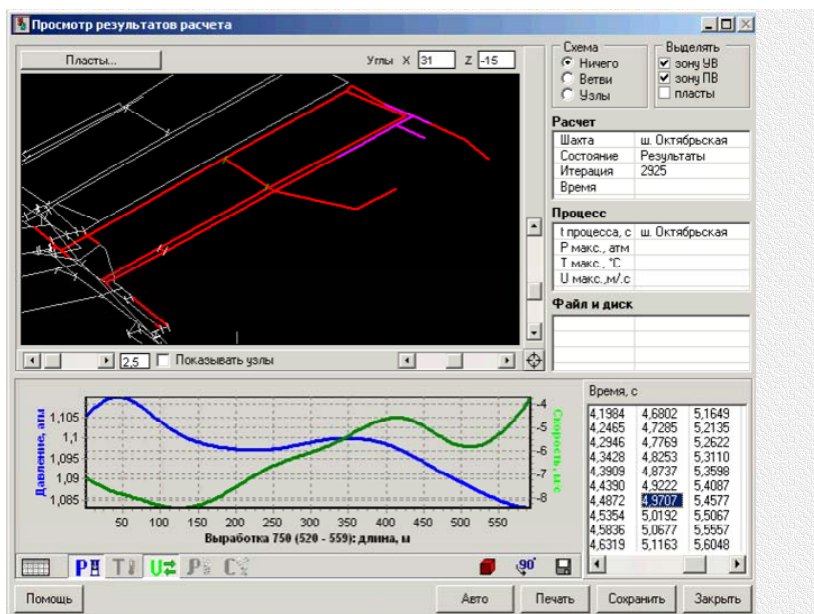 Просмотр результатов расчета
Пласты... Углы X 31 Z -15
Схема
Ничего
Ветви
Узлы
Выделять
зону УВ
зону ПВ
пласты
Расчет
Шахта ш. Октябрьская
Состояние Результаты
Итерация 2925
Время
Процесс
t процесса, с ш. Октябрьская
P макс., атм
T макс., °C
U макс.,м/.с
Файл и диск
2,5 Показывать узлы
Давление, атм
1,105
1,1
1,095
1,09
1,085
-4
-5
-6
-7
-8
Скорость, м/с
50 100 150 200 250 300 350 400 450 500 550
Выработка 750 (520 - 559): длина, м
Время, с
4,1984 4,6802 5,1649
4,2465 4,7285 5,2135
4,2946 4,7769 5,2622
4,3428 4,8253 5,3110
4,3909 4,8737 5,3598
4,4390 4,9222 5,4087
4,4872 4,9707 5,4577
4,5354 5,0192 5,5067
4,5836 5,0677 5,5557
4,6319 5,1163 5,6048
P T U P C 90°
Помощь Авто Печать Сохранить Закрыть